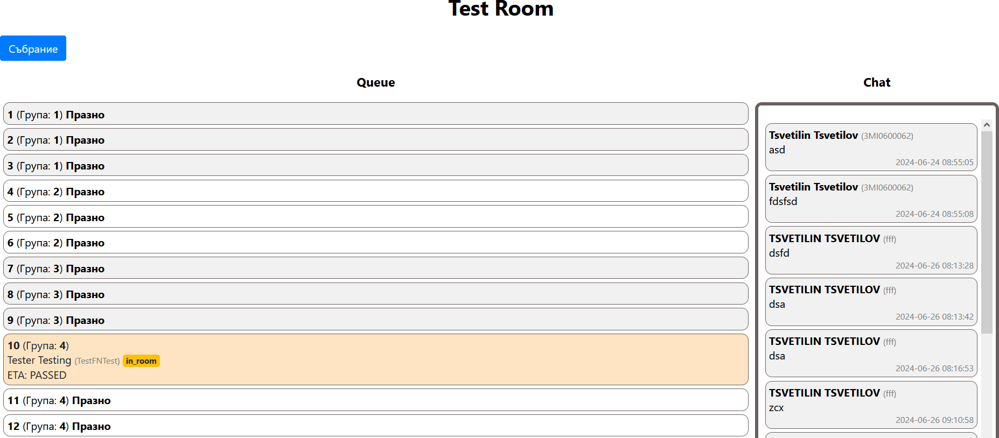 Test Room
Събрание
Queue
1 (Група: 1) Празно
2 (Група: 1) Празно
3 (Група: 1) Празно
4 (Група: 2) Празно
5 (Група: 2) Празно
6 (Група: 2) Празно
7 (Група: 3) Празно
8 (Група: 3) Празно
9 (Група: 3) Празно
10 (Група: 4)
Tester Testing (TestFNTest) in_room
ETA: PASSED
11 (Група: 4) Празно
12 (Група: 4) Празно
Chat
Tsvetilin Tsvetilov (3MI0600062)
asd
2024-06-24 08:55:05
Tsvetilin Tsvetilov (3MI0600062)
fdsfsd
2024-06-24 08:55:08
TSVETILIN TSVETILOV (fff)
dsfd
2024-06-26 08:13:28
TSVETILIN TSVETILOV (fff)
dsa
2024-06-26 08:13:42
TSVETILIN TSVETILOV (fff)
dsa
2024-06-26 08:16:53
TSVETILIN TSVETILOV (fff)
zcx
2024-06-26 09:10:58